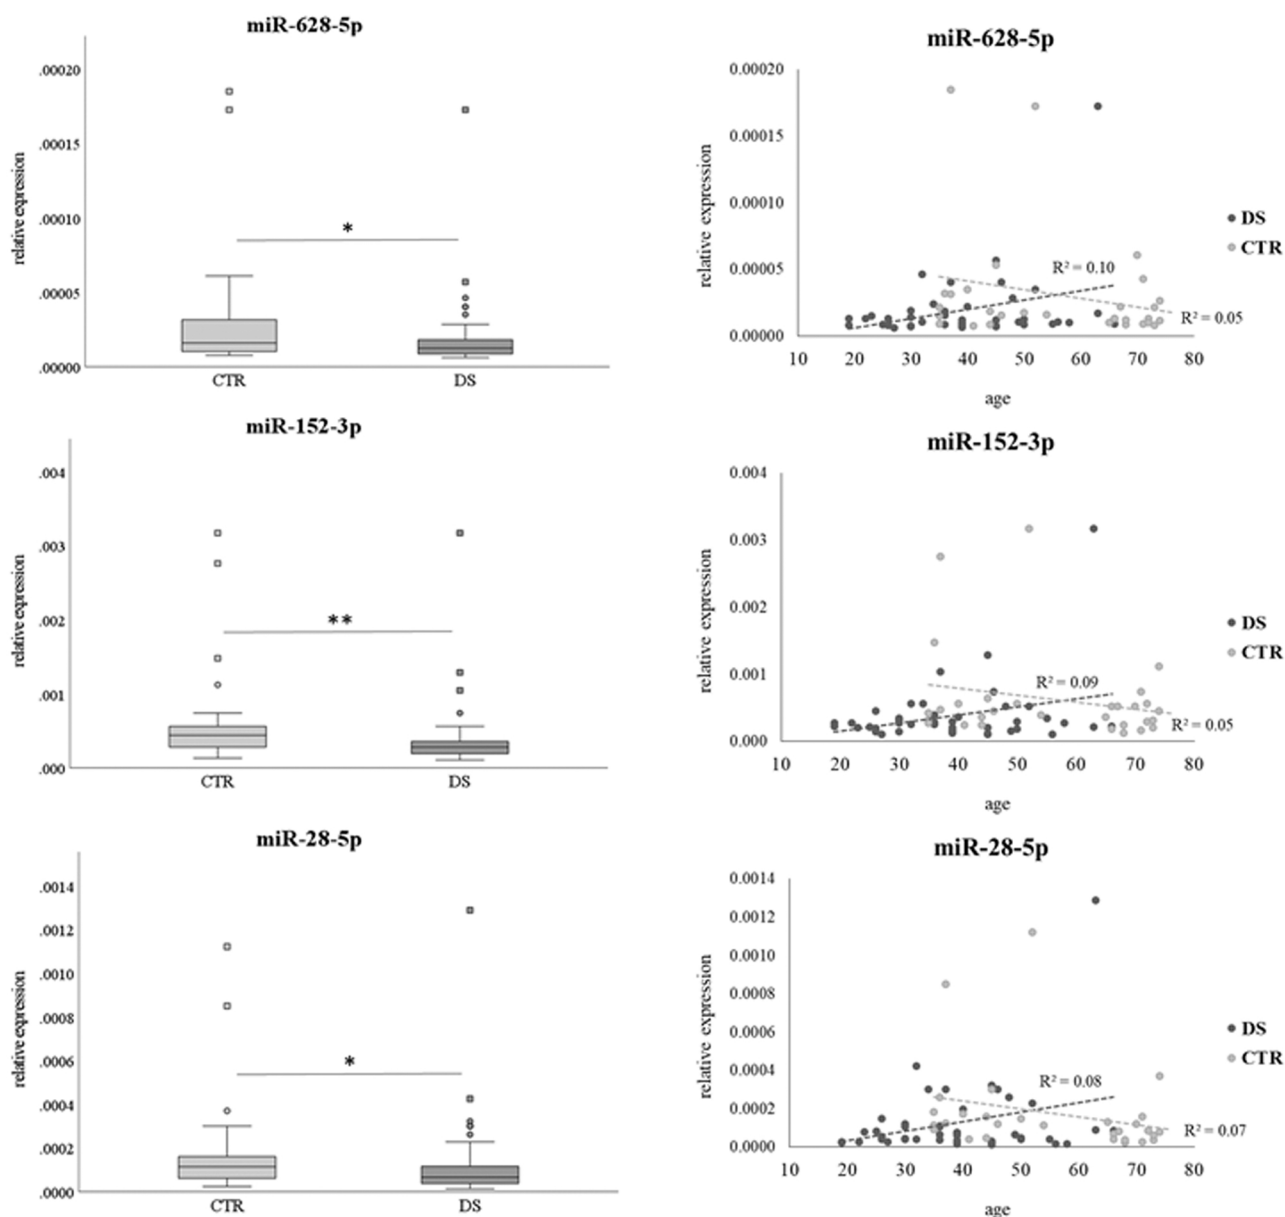 miR-628-5p
relative expression
.00020
.00015
.00010
.00005
.00000
*
CTR DS
miR-628-5p
relative expression
0.00020
0.00015
0.00010
0.00005
0.00000
R² = 0.10
R² = 0.05
10 20 30 40 50 60 70 80
age
DS
CTR
miR-152-3p
relative expression
.004
.003
.002
.001
.000
**
CTR DS
miR-152-3p
relative expression
0.004
0.003
0.002
0.001
0.000
R² = 0.09
R² = 0.05
10 20 30 40 50 60 70 80
age
DS
CTR
miR-28-5p
relative expression
.0014
.0012
.0010
.0008
.0006
.0004
.0002
.0000
*
CTR DS
miR-28-5p
relative expression
0.0014
0.0012
0.0010
0.0008
0.0006
0.0004
0.0002
0.0000
R² = 0.08
R² = 0.07
10 20 30 40 50 60 70 80
age
DS
CTR